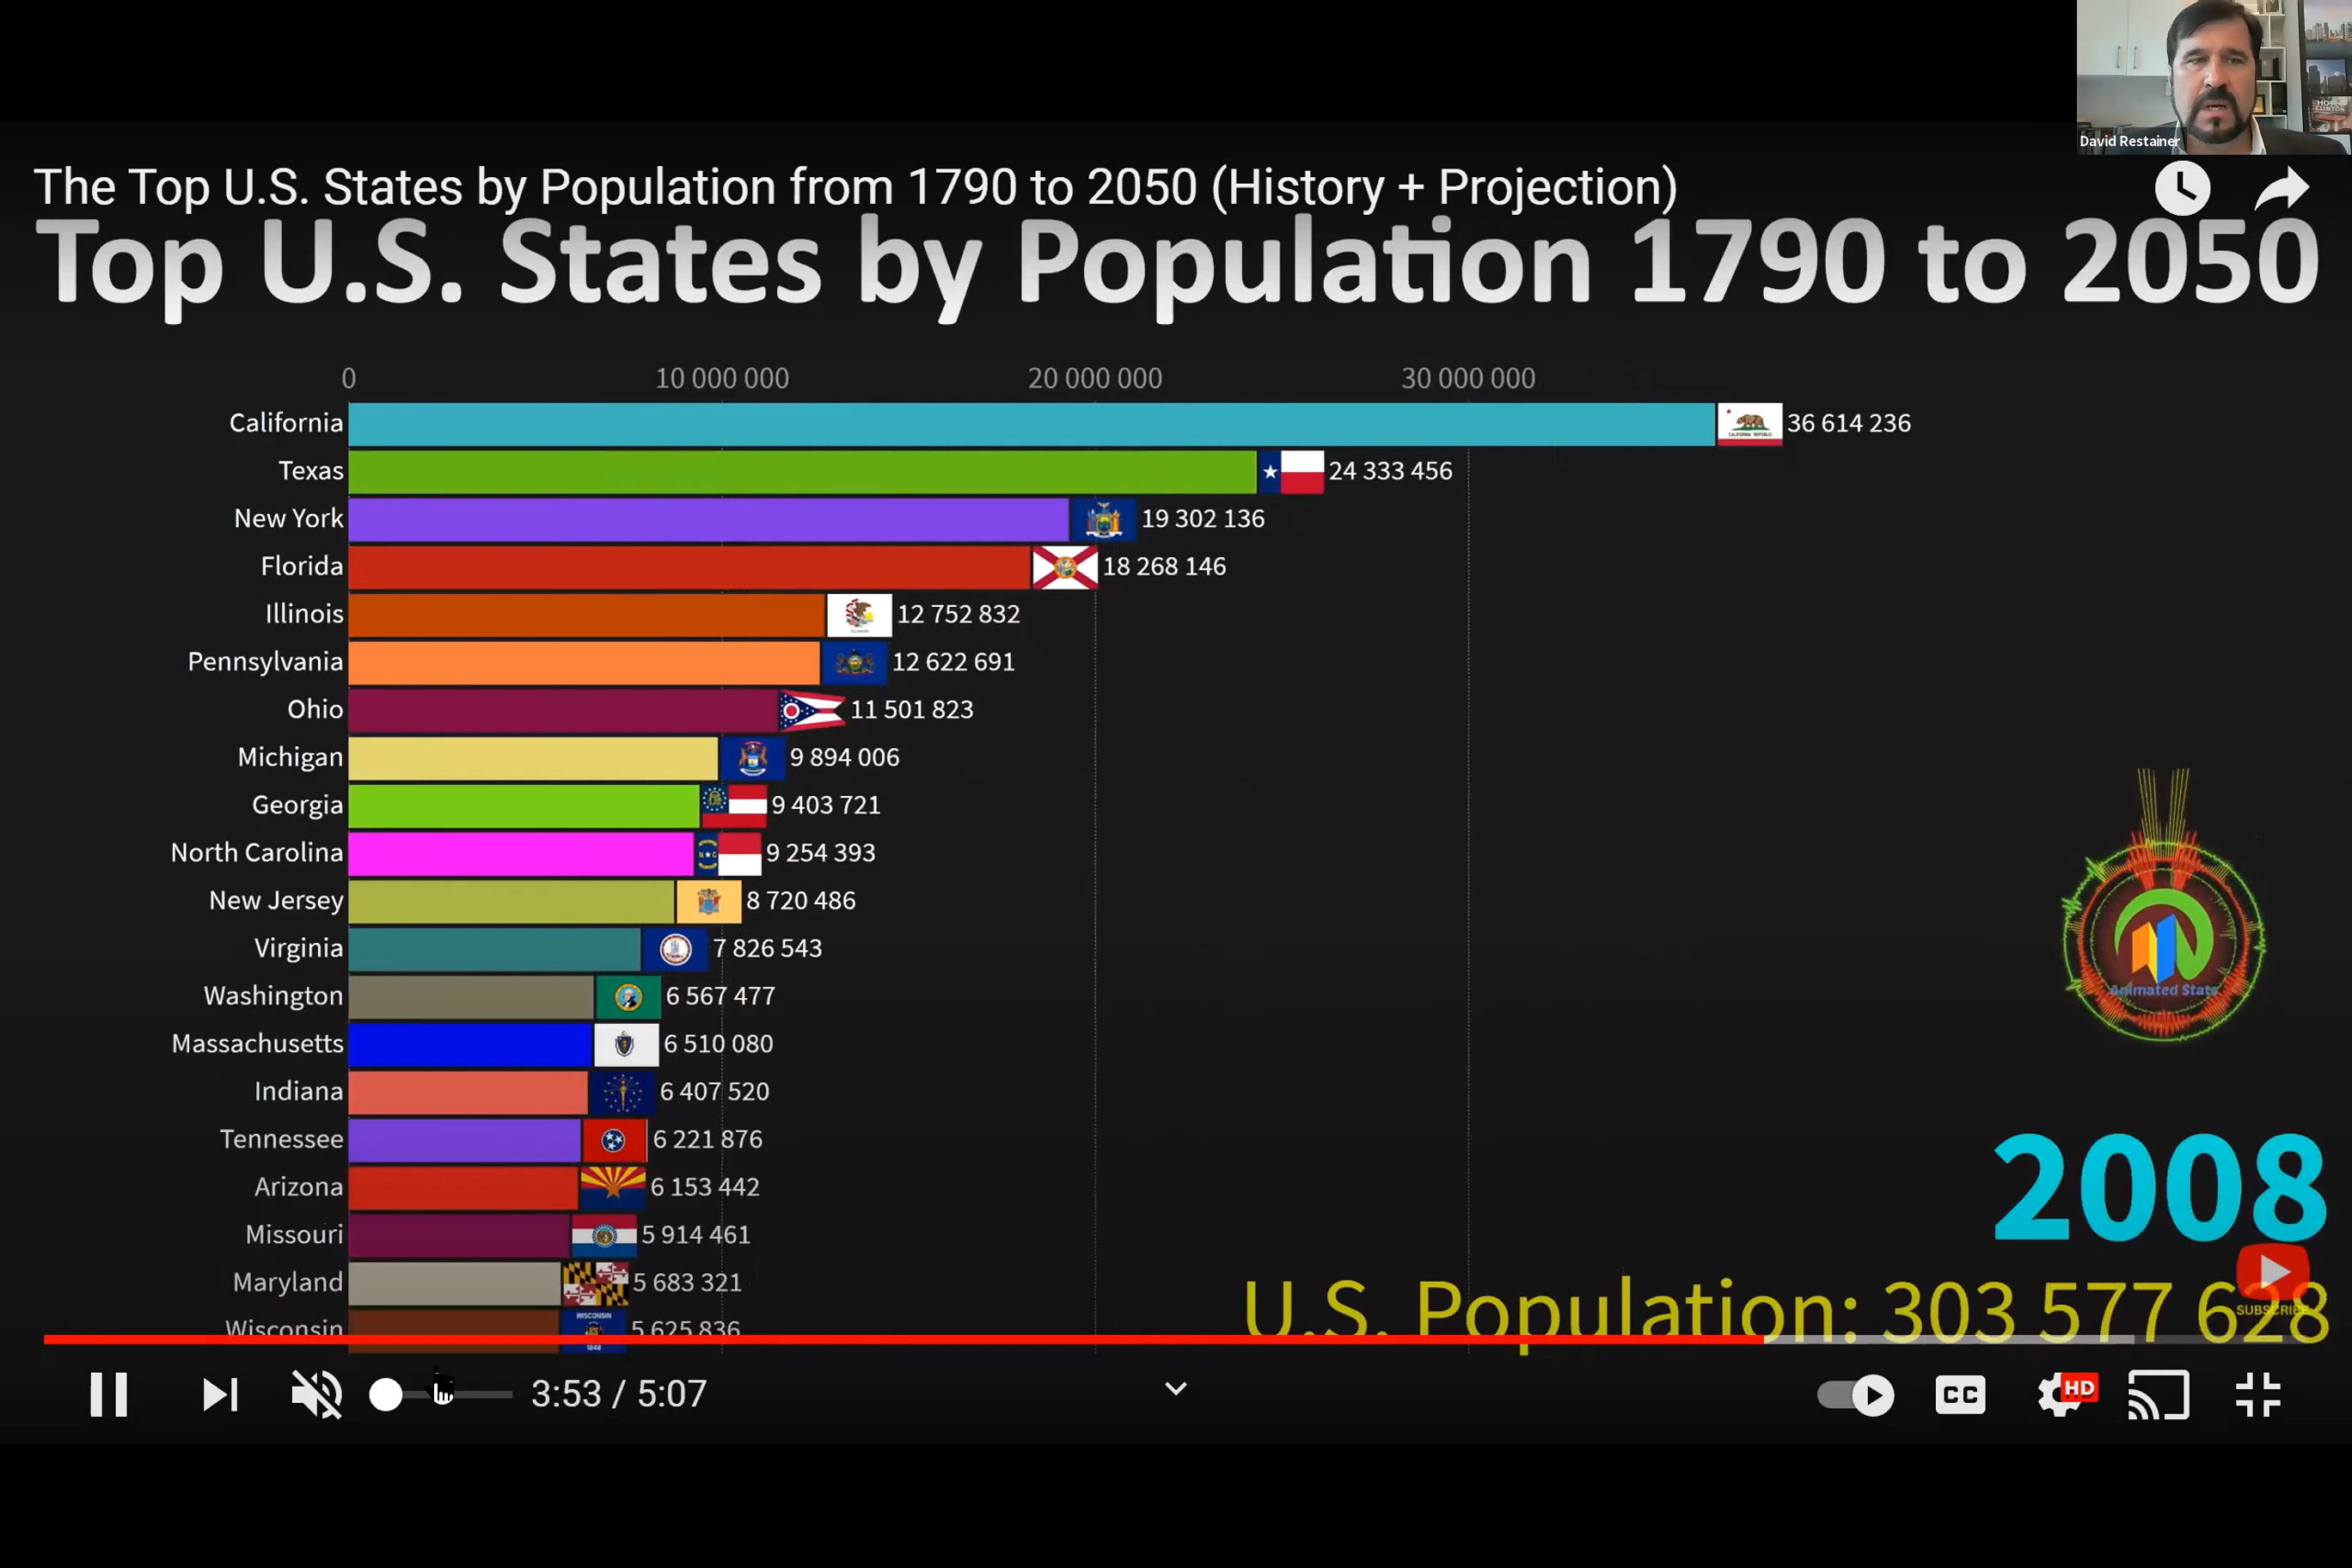 David Restainer
The Top U.S. States by Population from 1790 to 2050 (History + Projection)
Top U.S. States by Population 1790 to 2050
0 10 000 000 20 000 000 30 000 000
California CALIFORNIA REPUBLIC 36 614 236
Texas 24 333 456
New York 19 302 136
Florida 18 268 146
Illinois 12 752 832
Pennsylvania 12 622 691
Ohio 11 501 823
Michigan 9 894 006
Georgia 9 403 721
North Carolina 9 254 393
New Jersey 8 720 486
Virginia 7 826 543
Washington 6 567 477
Massachusetts 6 510 080
Indiana 6 407 520
Tennessee 6 221 876
Arizona 6 153 442
Missouri 5 914 461
Maryland 5 683 321
Wisconsin WISCONSIN 1848 5 625 836
Animated Stats
2008
U.S. Population: 303 577 628
SUBSCRIBE
3:53 / 5:07
CC
HD